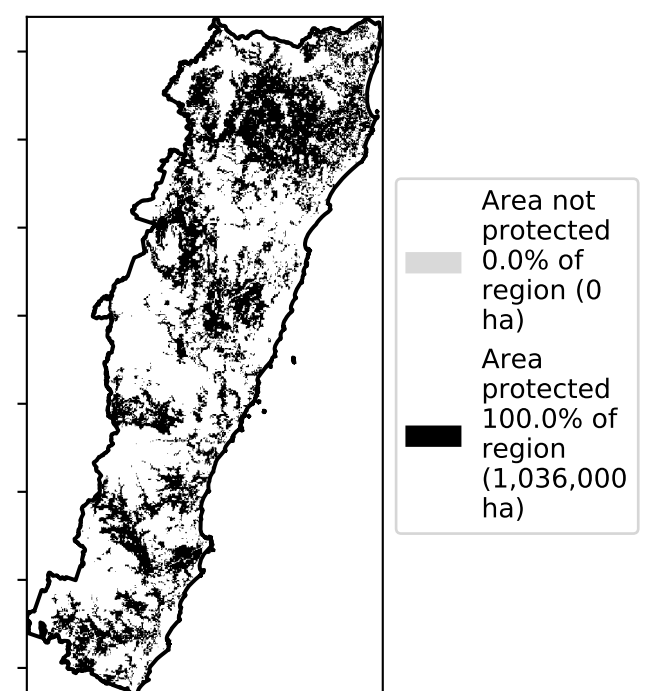 Area not
protected
0.0% of
region (0
ha)
Area
protected
100.0% of
region
(1,036,000
ha)